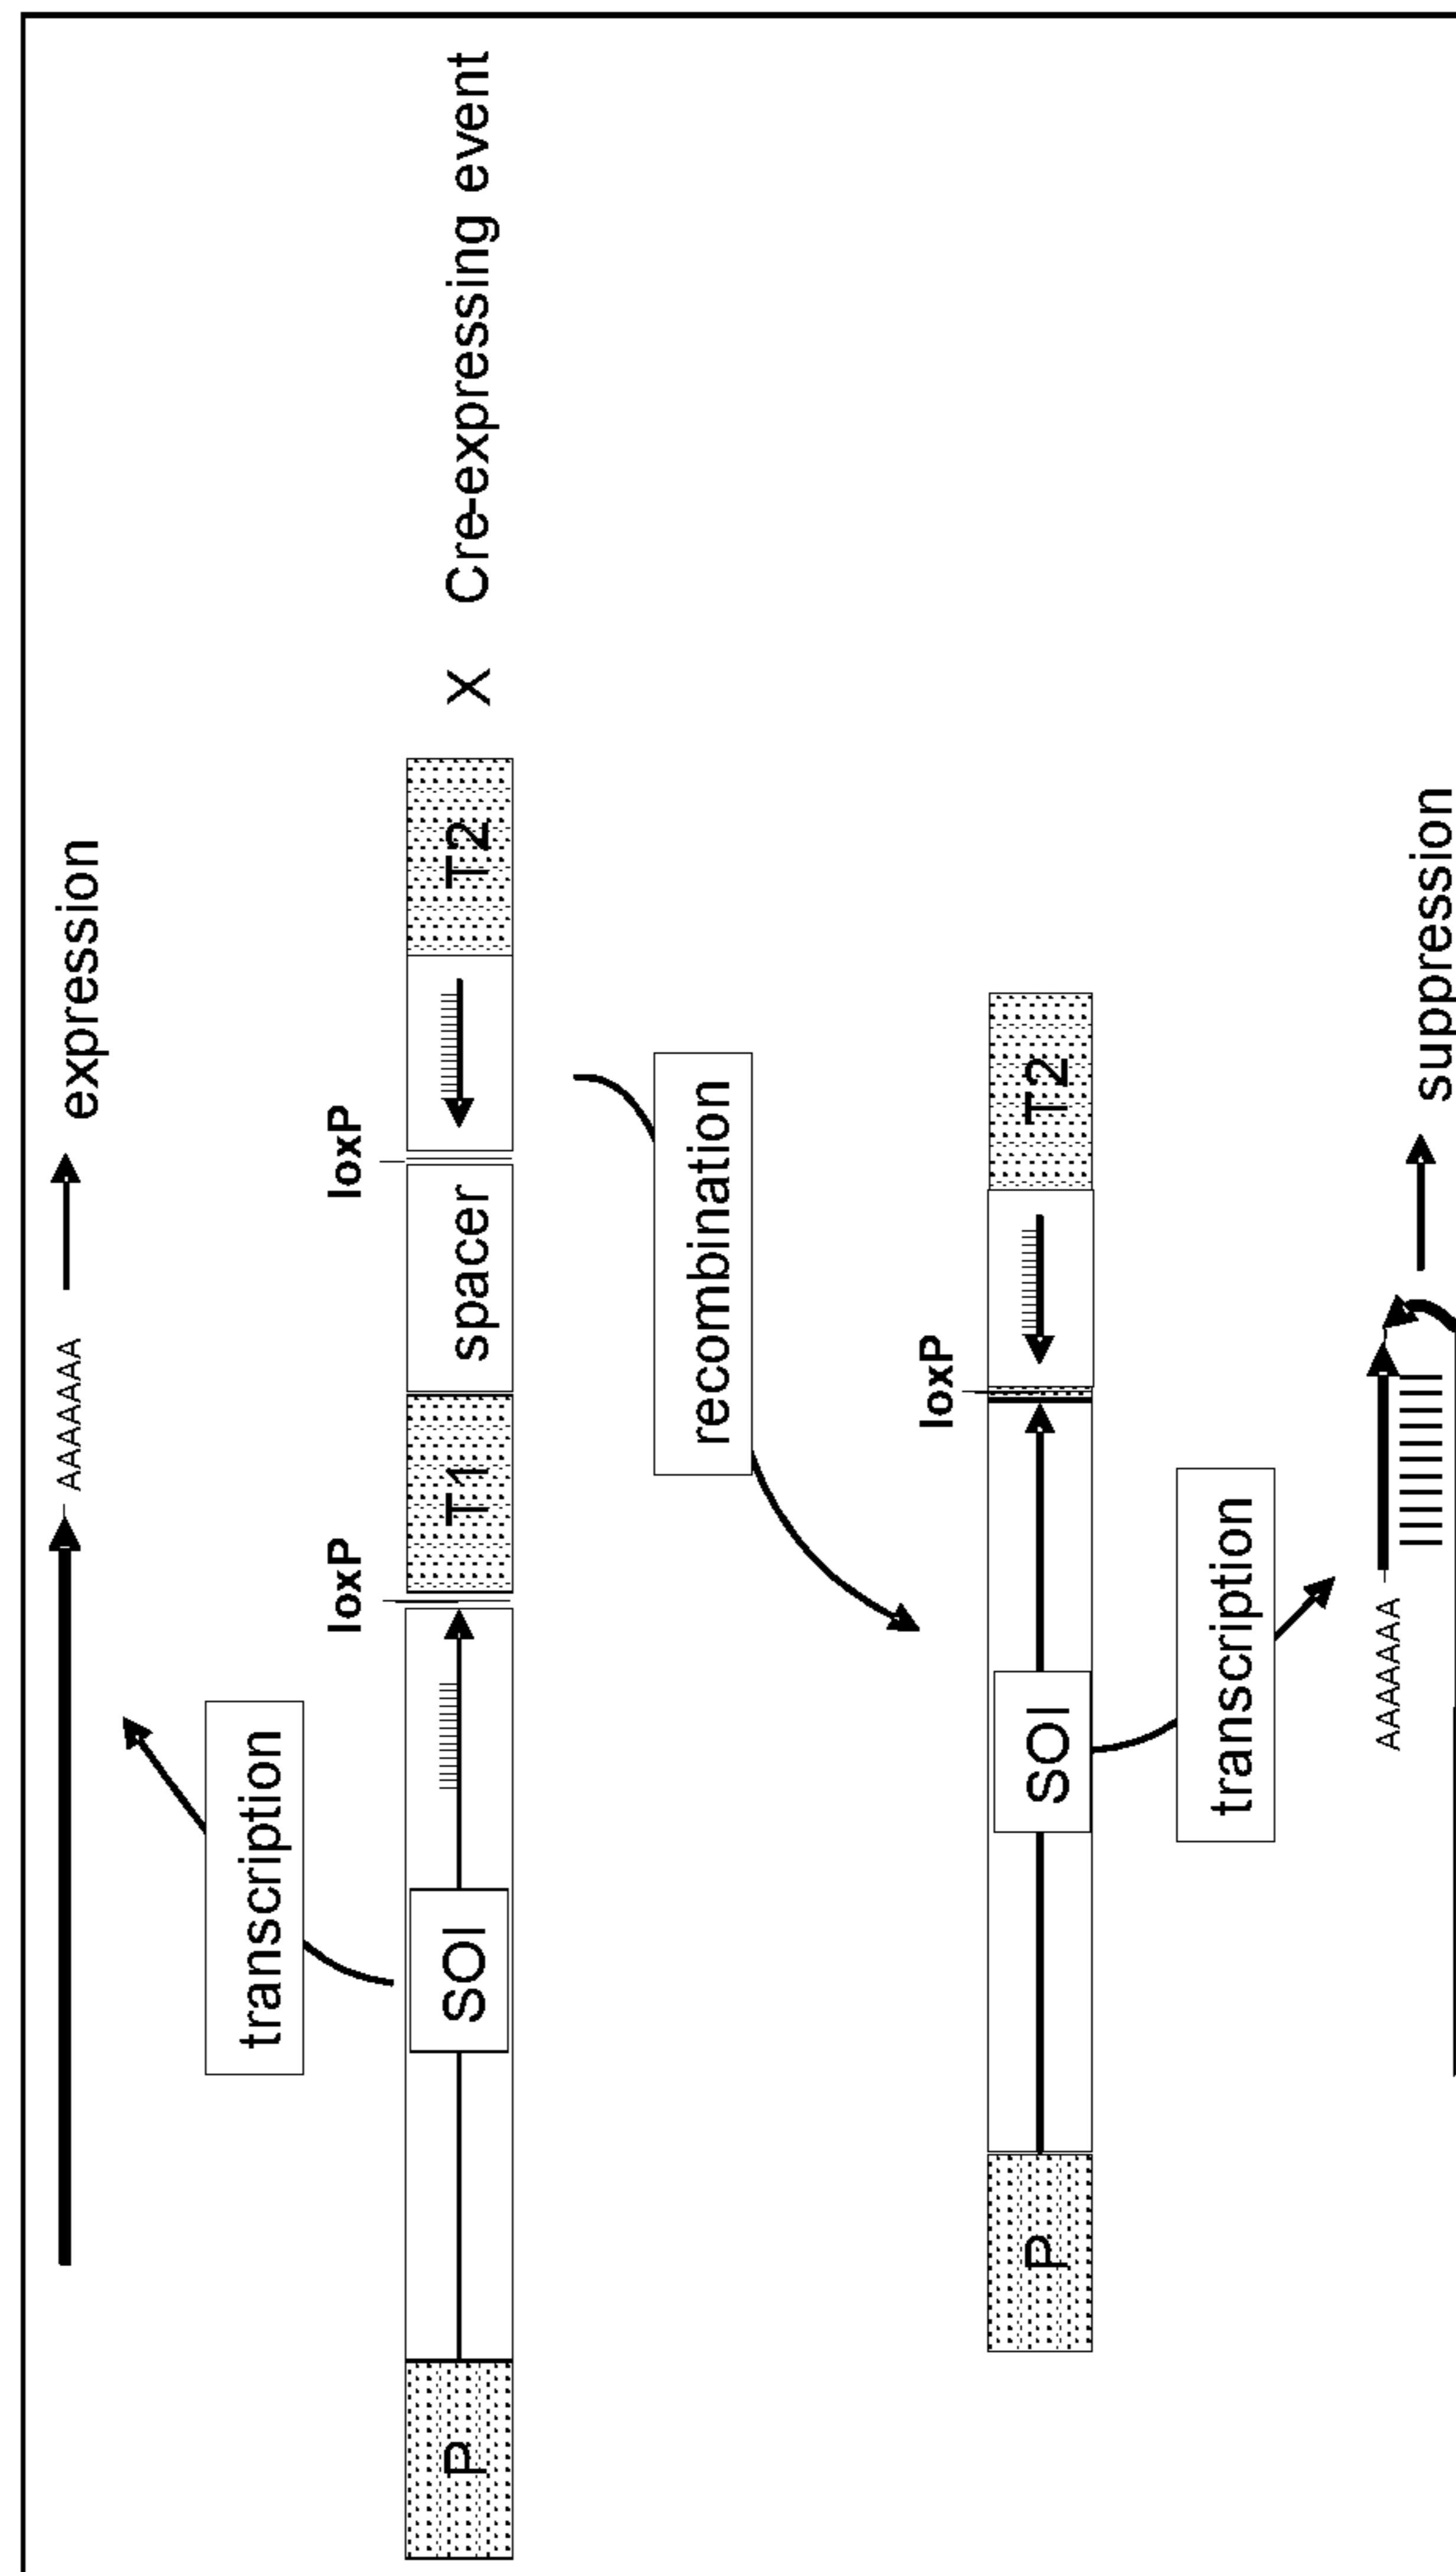 AAAAAAA
expression
transcription
loxP
loxP
P
SOI
T1
spacer
T2
X Cre-expressing event
recombination
loxP
P
SOI
T2
transcription
AAAAAAA
suppression